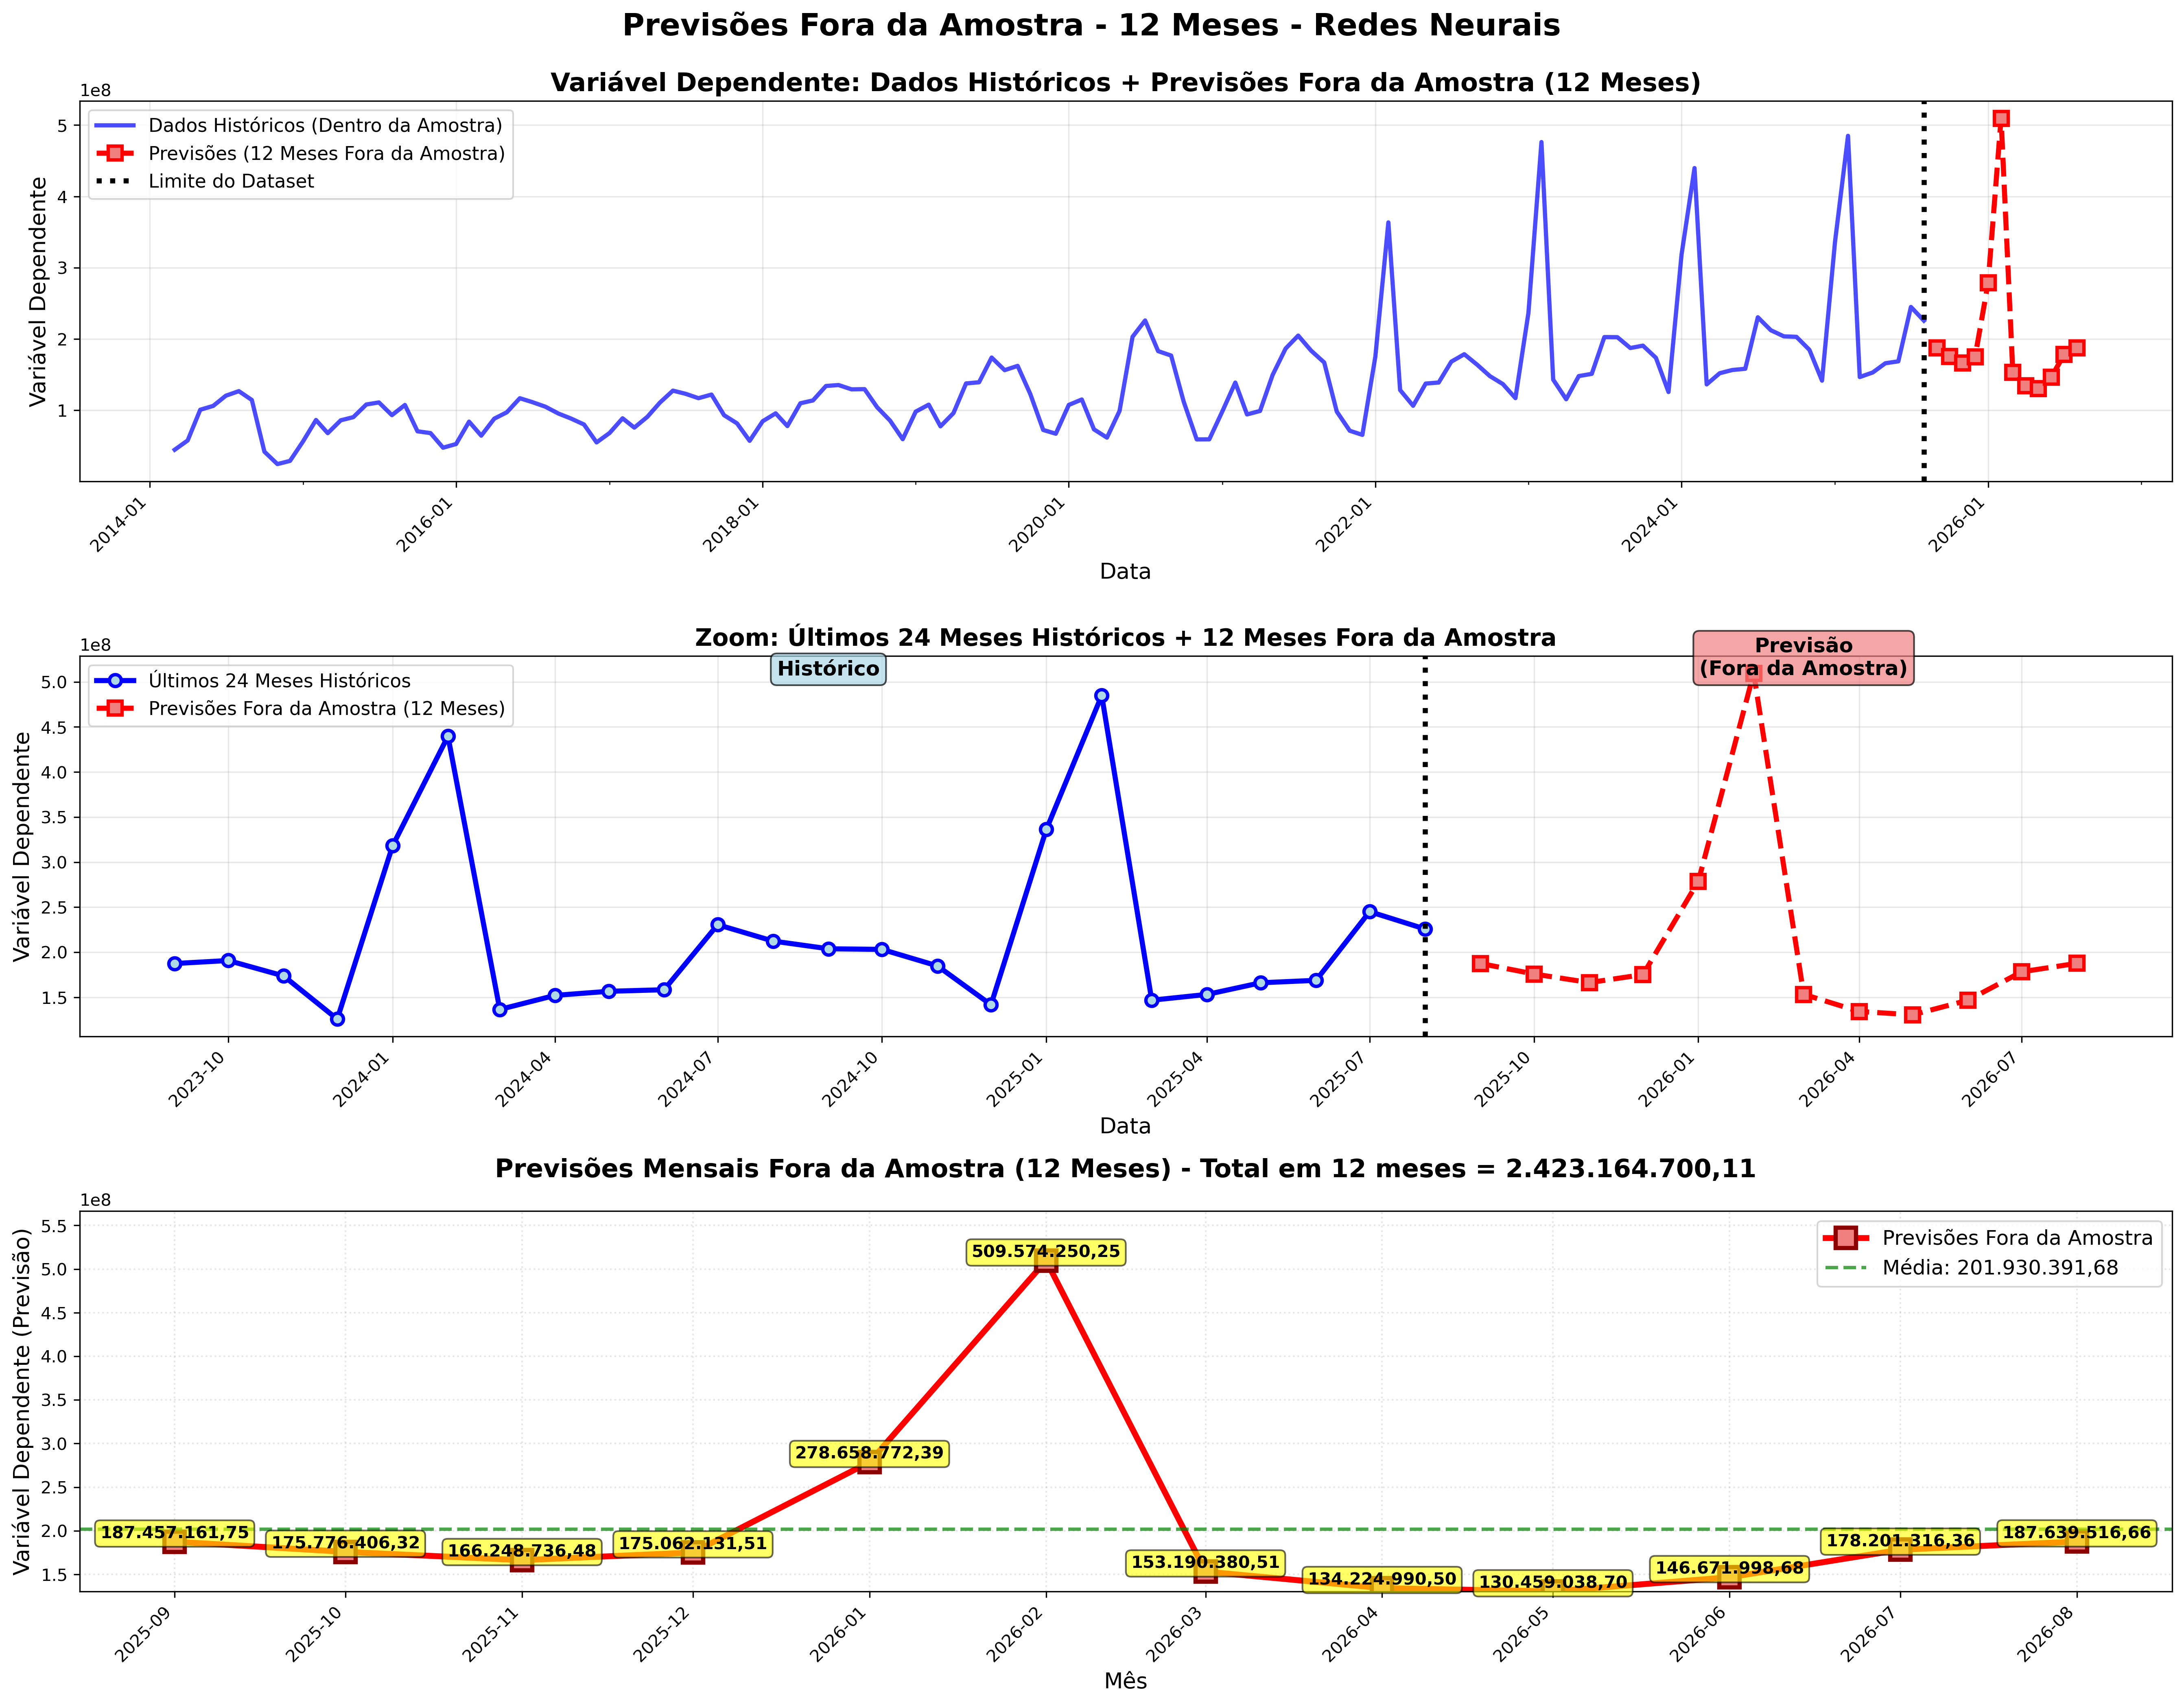 Previsões Fora da Amostra - 12 Meses - Redes Neurais
Variável Dependente: Dados Históricos + Previsões Fora da Amostra (12 Meses)
1e8
Dados Históricos (Dentro da Amostra)
Previsões (12 Meses Fora da Amostra)
Limite do Dataset
Variável Dependente
5
4
3
2
1
2014-01
2016-01
2018-01
2020-01
2022-01
2024-01
2026-01
Data
Zoom: Últimos 24 Meses Históricos + 12 Meses Fora da Amostra
1e8
Últimos 24 Meses Históricos
Previsões Fora da Amostra (12 Meses)
Histórico
Previsão
(Fora da Amostra)
Variável Dependente
5.0
4.5
4.0
3.5
3.0
2.5
2.0
1.5
2023-10
2024-01
2024-04
2024-07
2024-10
2025-01
2025-04
2025-07
2025-10
2026-01
2026-04
2026-07
Data
Previsões Mensais Fora da Amostra (12 Meses) - Total em 12 meses = 2.423.164.700,11
1e8
Previsões Fora da Amostra
Média: 201.930.391,68
Variável Dependente (Previsão)
5.5
5.0
4.5
4.0
3.5
3.0
2.5
2.0
1.5
187.457.161,75
175.776.406,32
166.248.736,48
175.062.131,51
278.658.772,39
509.574.250,25
153.190.380,51
134.224.990,50
130.459.038,70
146.671.998,68
178.201.316,36
187.639.516,66
2025-09
2025-10
2025-11
2025-12
2026-01
2026-02
2026-03
2026-04
2026-05
2026-06
2026-07
2026-08
Mês